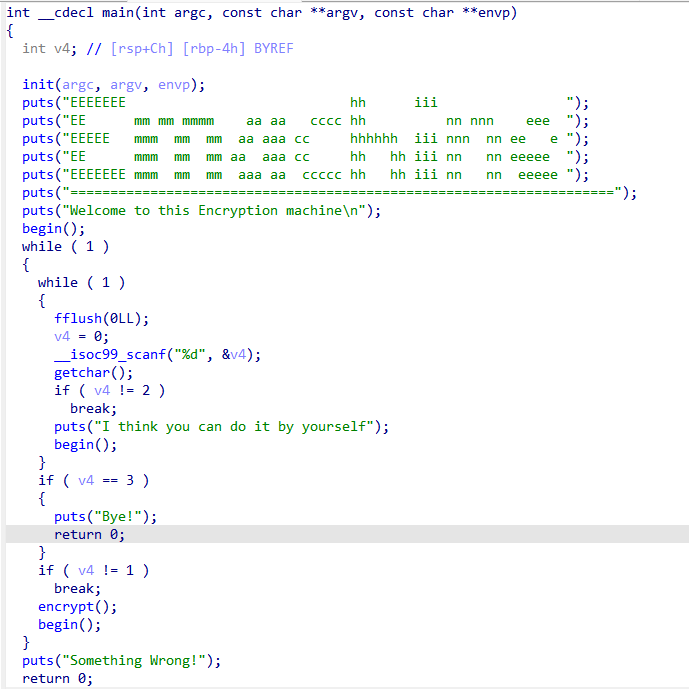 int __cdecl main(int argc, const char **argv, const char **envp)
{
  int v4; // [rsp+Ch] [rbp-4h] BYREF

  init(argc, argv, envp);
  puts("EEEEEEE                            hh      iii                ");
  puts("EE      mm mm mmmm    aa aa   cccc hh          nn nnn    eee  ");
  puts("EEEEE   mmm  mm  mm  aa aaa cc     hhhhhh  iii nnn  nn ee   e ");
  puts("EE      mmm  mm  mm aa  aaa cc     hh   hh iii nn   nn eeeee  ");
  puts("EEEEEEE mmm  mm  mm  aaa aa  ccccc hh   hh iii nn   nn  eeeee ");
  puts("====================================================================");
  puts("Welcome to this Encryption machine\n");
  begin();
  while ( 1 )
  {
    while ( 1 )
    {
      fflush(0LL);
      v4 = 0;
      __isoc99_scanf("%d", &v4);
      getchar();
      if ( v4 != 2 )
        break;
      puts("I think you can do it by yourself");
      begin();
    }
    if ( v4 == 3 )
    {
      puts("Bye!");
      return 0;
    }
    if ( v4 != 1 )
      break;
    encrypt();
    begin();
  }
  puts("Something Wrong!");
  return 0;